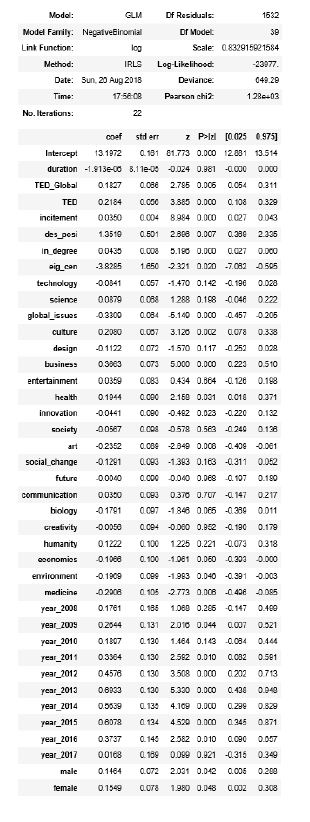 Model: GLM Df Residuals: 1532
Model Family: NegativeBinomial Df Model: 39
Link Function: log Scale: 0.832915921584
Method: IRLS Log-Likelihood: -23977.
Date: Sun, 26 Aug 2018 Deviance: 649.29
Time: 17:56:08 Pearson chi2: 1.28e+03
No. Iterations: 22
coef std err z P>|z| [0.025 0.975]
Intercept 13.1972 0.161 81.773 0.000 12.881 13.514
duration -1.913e-06 8.11e-05 -0.024 0.981 -0.000 0.000
TED_Global 0.1827 0.066 2.785 0.005 0.054 0.311
TED 0.2184 0.056 3.885 0.000 0.108 0.329
incitement 0.0350 0.004 8.984 0.000 0.027 0.043
des_posi 1.3519 0.501 2.696 0.007 0.369 2.335
in_degree 0.0435 0.008 5.196 0.000 0.027 0.060
eig_cen -3.8285 1.650 -2.321 0.020 -7.062 -0.595
technology -0.0841 0.057 -1.470 0.142 -0.196 0.028
science 0.0879 0.068 1.288 0.198 -0.046 0.222
global_issues -0.3309 0.064 -5.149 0.000 -0.457 -0.205
culture 0.2080 0.067 3.126 0.002 0.078 0.338
design -0.1122 0.072 -1.570 0.117 -0.252 0.028
business 0.3663 0.073 5.000 0.000 0.223 0.510
entertainment 0.0359 0.083 0.434 0.664 -0.126 0.198
health 0.1944 0.090 2.158 0.031 0.018 0.371
innovation -0.0441 0.090 -0.492 0.623 -0.220 0.132
society -0.0567 0.098 -0.578 0.563 -0.249 0.136
art -0.2352 0.089 -2.649 0.008 -0.409 -0.061
social_change -0.1291 0.093 -1.393 0.163 -0.311 0.052
future -0.0040 0.099 -0.040 0.968 -0.197 0.189
communication 0.0350 0.093 0.376 0.707 -0.147 0.217
biology -0.1791 0.097 -1.846 0.065 -0.369 0.011
creativity -0.0056 0.094 -0.060 0.952 -0.190 0.179
humanity 0.1222 0.100 1.225 0.221 -0.073 0.318
economics -0.1966 0.100 -1.961 0.050 -0.393 -0.000
environment -0.1969 0.099 -1.993 0.046 -0.391 -0.003
medicine -0.2906 0.105 -2.773 0.006 -0.496 -0.085
year_2008 0.1761 0.165 1.068 0.285 -0.147 0.499
year_2009 0.2644 0.131 2.016 0.044 0.007 0.521
year_2010 0.1897 0.130 1.464 0.143 -0.064 0.444
year_2011 0.3364 0.130 2.592 0.010 0.082 0.591
year_2012 0.4576 0.130 3.508 0.000 0.202 0.713
year_2013 0.6933 0.130 5.330 0.000 0.438 0.948
year_2014 0.5639 0.135 4.169 0.000 0.299 0.829
year_2015 0.6078 0.134 4.529 0.000 0.345 0.871
year_2016 0.3737 0.145 2.582 0.010 0.090 0.657
year_2017 0.0168 0.169 0.099 0.921 -0.315 0.349
male 0.1464 0.072 2.031 0.042 0.005 0.288
female 0.1549 0.078 1.980 0.048 0.002 0.308